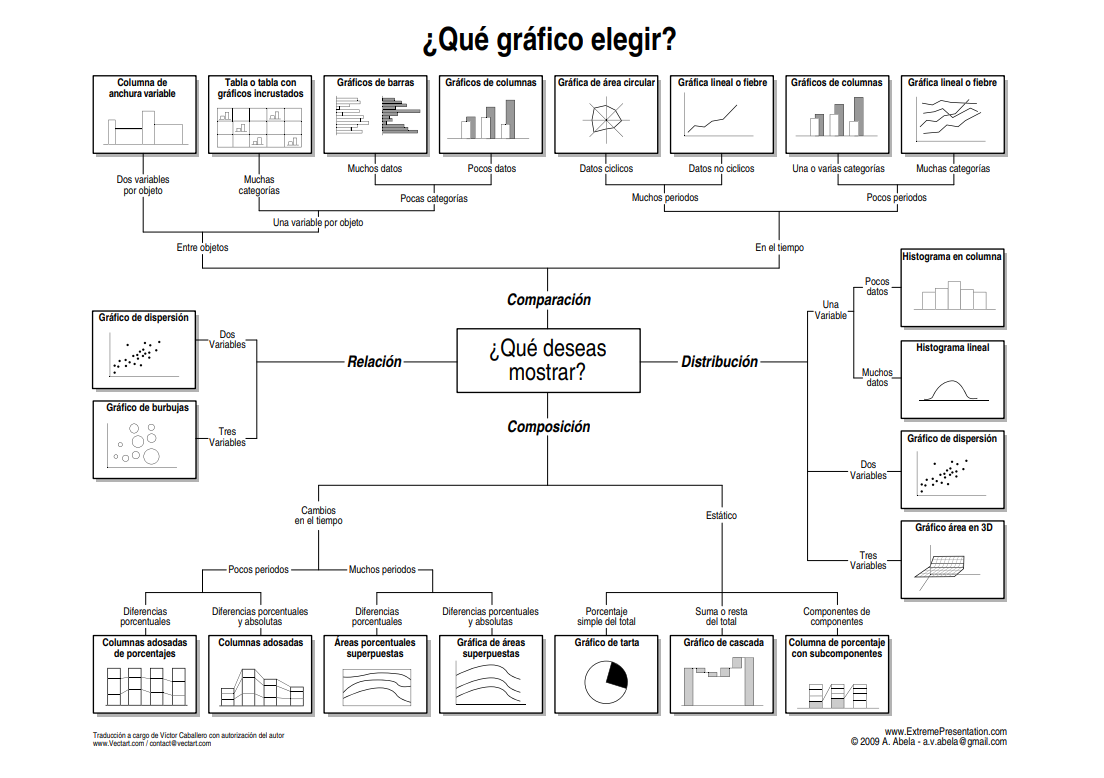 ¿Qué gráfico elegir?
Columna de
anchura variable
Tabla o tabla con
gráficos incrustados
Gráficos de barras
Gráficos de columnas
Gráfica de área circular
Gráfica lineal o fiebre
Gráficos de columnas
Gráfica lineal o fiebre
Dos variables
por objeto
Muchas
categorías
Muchos datos
Pocos datos
Datos ciclicos
Datos no ciclicos
Una o varias categorías
Muchas categorías
Pocas categorías
Muchos periodos
Pocos periodos
Una variable por objeto
Entre objetos
En el tiempo
Comparación
¿Qué deseas
mostrar?
Relación
Distribución
Composición
Gráfico de dispersión
Dos
Variables
Gráfico de burbujas
Tres
Variables
Una
Variable
Pocos
datos
Histograma en columna
Muchos
datos
Histograma lineal
Dos
Variables
Gráfico de dispersión
Tres
Variables
Gráfico área en 3D
Cambios
en el tiempo
Estático
Pocos periodos
Muchos periodos
Diferencias
porcentuales
Diferencias porcentuales
y absolutas
Diferencias
porcentuales
Diferencias porcentuales
y absolutas
Porcentaje
simple del total
Suma o resta
del total
Componentes de
componentes
Columnas adosadas
de porcentajes
Columnas adosadas
Áreas porcentuales
superpuestas
Gráfica de áreas
superpuestas
Gráfico de tarta
Gráfico de cascada
Columna de porcentaje
con subcomponentes
Traducción a cargo de Víctor Caballero con autorización del autor
www.Vectart.com / contact@vectart.com
www.ExtremePresentation.com
© 2009 A. Abela - a.v.abela@gmail.com